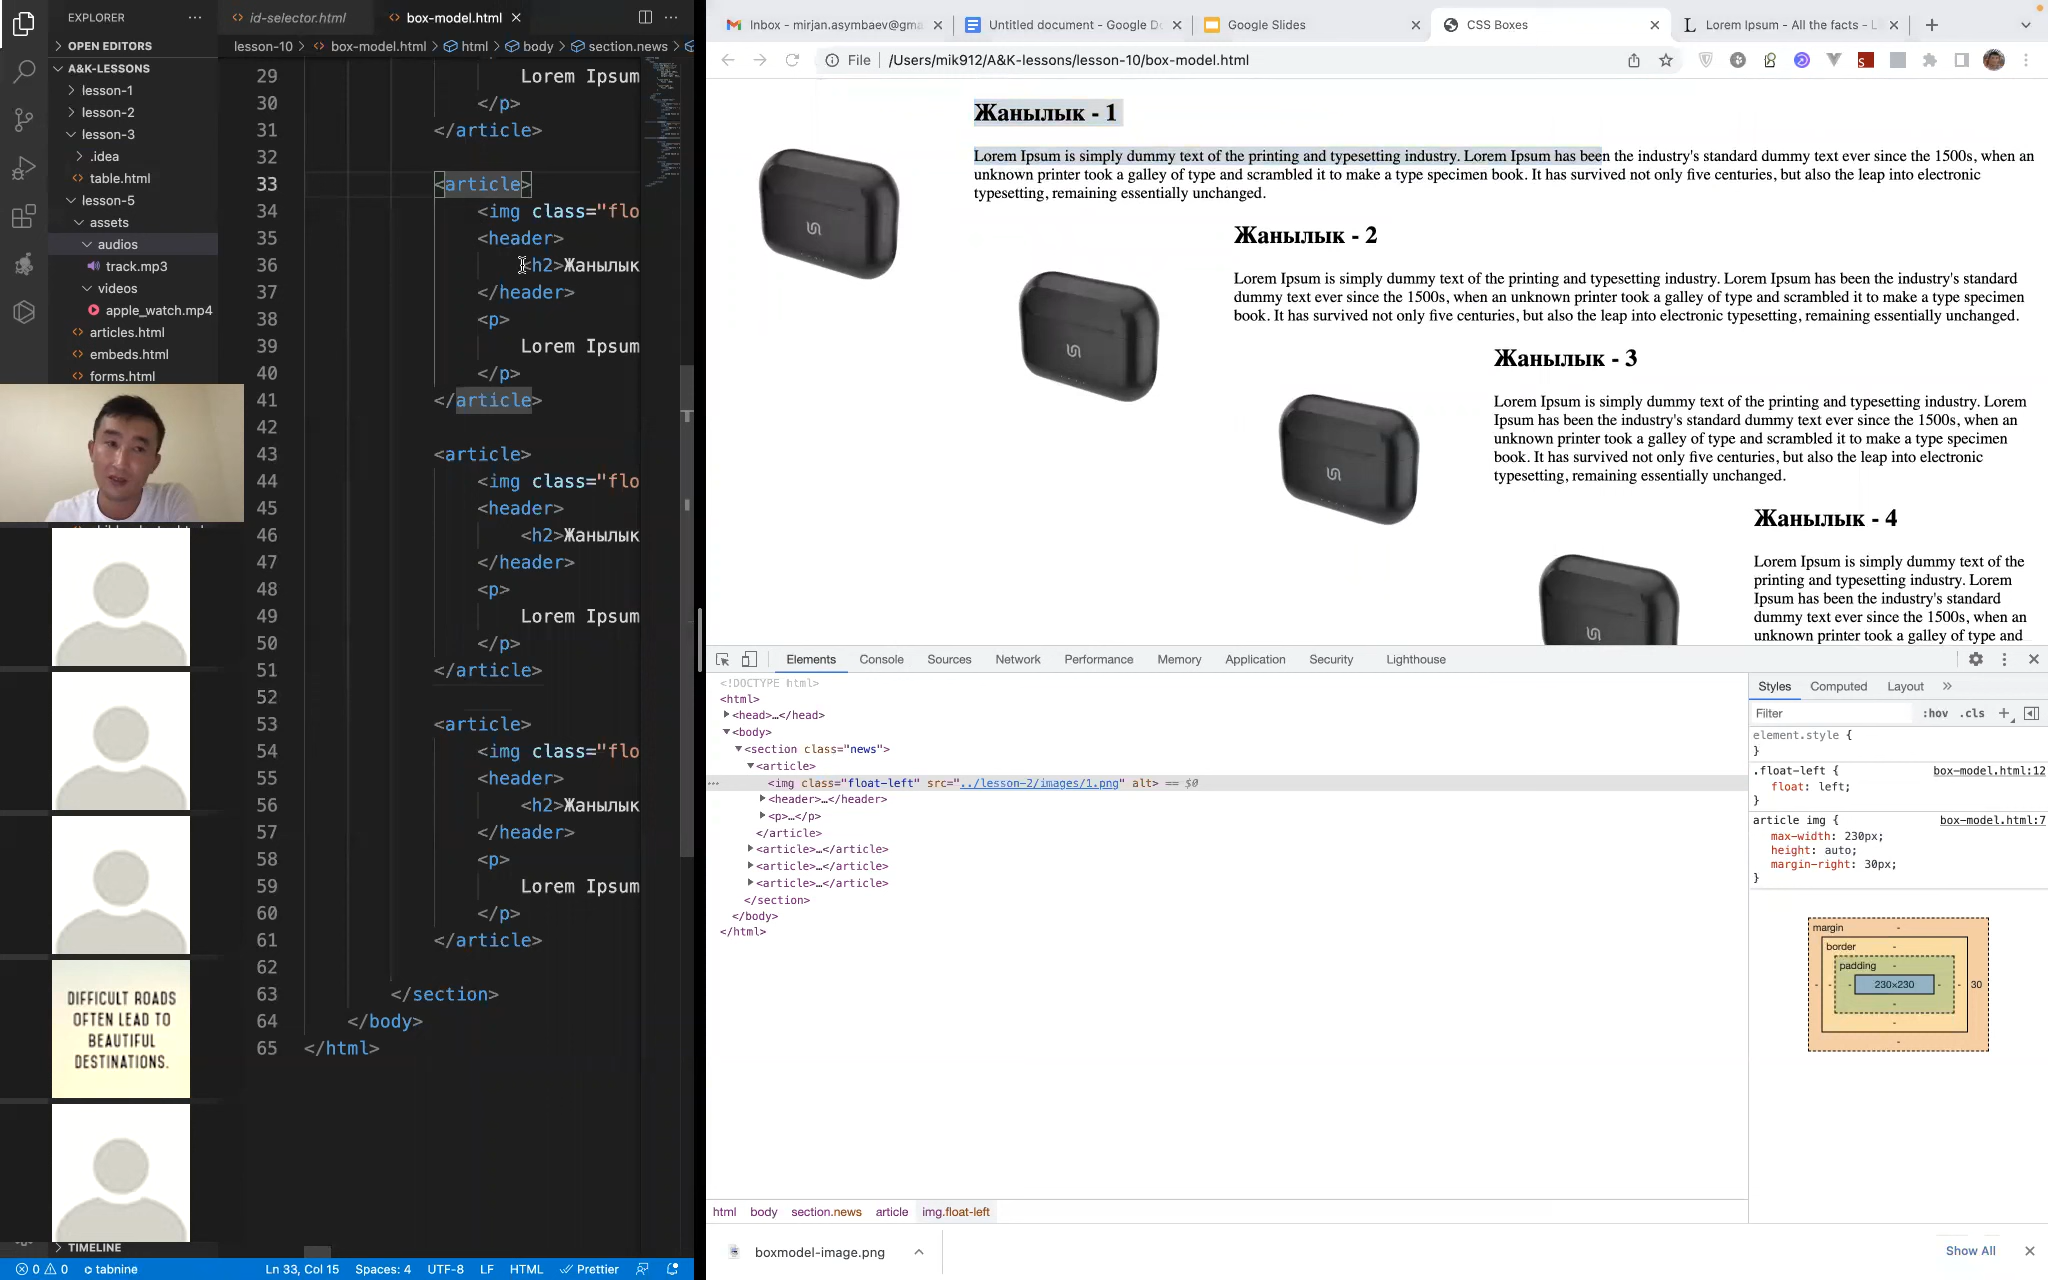 EXPLORER
OPEN EDITORS
A&K-LESSONS
lesson-1
lesson-2
lesson-3
.idea
table.html
lesson-5
assets
audios
track.mp3
videos
apple_watch.mp4
articles.html
embeds.html
forms.html
DIFFICULT ROADS
OFTEN LEAD TO
BEAUTIFUL
DESTINATIONS.
TIMELINE
id-selector.html
box-model.html
lesson-10 > box-model.html > html > body > section.news >
29 Lorem Ipsum
30 </p>
31 </article>
32
33 <article>
34 <img class="flo
35 <header>
36 <h2>Жанылык
37 </header>
38 <p>
39 Lorem Ipsum
40 </p>
41 </article>
42
43 <article>
44 <img class="flo
45 <header>
46 <h2>Жанылык
47 </header>
48 <p>
49 Lorem Ipsum
50 </p>
51 </article>
52
53 <article>
54 <img class="flo
55 <header>
56 <h2>Жанылык
57 </header>
58 <p>
59 Lorem Ipsum
60 </p>
61 </article>
62
63 </section>
64 </body>
65 </html>
0 0 tabnine Ln 33, Col 15 Spaces: 4 UTF-8 LF HTML Prettier
Inbox - mirjan.asymbaev@gma
Untitled document - Google Do
Google Slides
CSS Boxes
Lorem Ipsum - All the facts - Li
File | /Users/mik912/A&K-lessons/lesson-10/box-model.html
Жанылык - 1
Lorem Ipsum is simply dummy text of the printing and typesetting industry. Lorem Ipsum has been the industry's standard dummy text ever since the 1500s, when an
unknown printer took a galley of type and scrambled it to make a type specimen book. It has survived not only five centuries, but also the leap into electronic
typesetting, remaining essentially unchanged.
Жанылык - 2
Lorem Ipsum is simply dummy text of the printing and typesetting industry. Lorem Ipsum has been the industry's standard
dummy text ever since the 1500s, when an unknown printer took a galley of type and scrambled it to make a type specimen
book. It has survived not only five centuries, but also the leap into electronic typesetting, remaining essentially unchanged.
Жанылык - 3
Lorem Ipsum is simply dummy text of the printing and typesetting industry. Lorem
Ipsum has been the industry's standard dummy text ever since the 1500s, when an
unknown printer took a galley of type and scrambled it to make a type specimen
book. It has survived not only five centuries, but also the leap into electronic
typesetting, remaining essentially unchanged.
Жанылык - 4
Lorem Ipsum is simply dummy text of the
printing and typesetting industry. Lorem
Ipsum has been the industry's standard
dummy text ever since the 1500s, when an
unknown printer took a galley of type and
Elements Console Sources Network Performance Memory Application Security Lighthouse
<!DOCTYPE html>
<html>
<head>…</head>
<body>
<section class="news">
<article>
<img class="float-left" src="../lesson-2/images/1.png" alt> == $0
<header>…</header>
<p>…</p>
</article>
<article>…</article>
<article>…</article>
<article>…</article>
</section>
</body>
</html>
html body section.news article img.float-left
Styles Computed Layout
Filter :hov .cls
element.style {
}
.float-left { box-model.html:12
float: left;
}
article img { box-model.html:7
max-width: 230px;
height: auto;
margin-right: 30px;
}
margin -
border -
padding -
- - - 230×230 - - 30
-
-
-
boxmodel-image.png
Show All